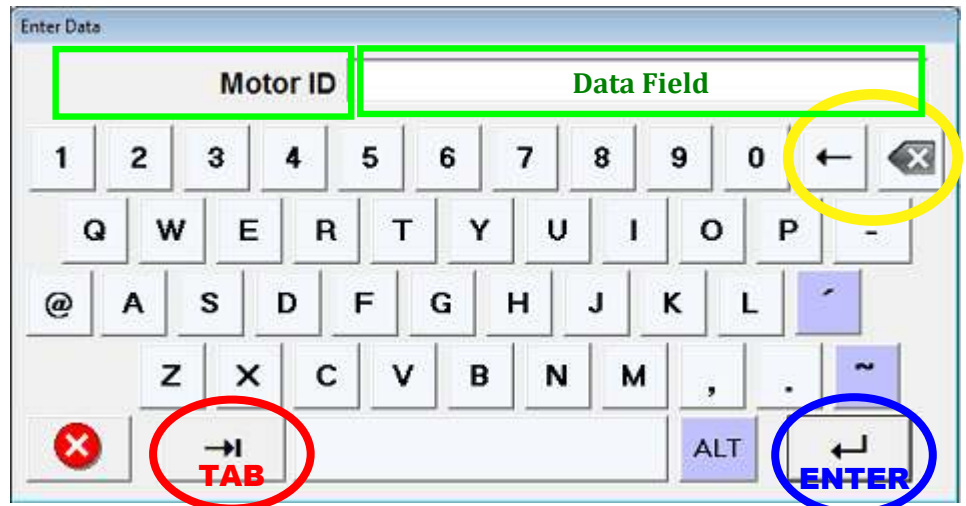 Enter Data
Motor ID Data Field
1 2 3 4 5 6 7 8 9 0 ←
Q W E R T Y U I O P -
@ A S D F G H J K L ´
Z X C V B N M , . ~
ALT
TAB ENTER